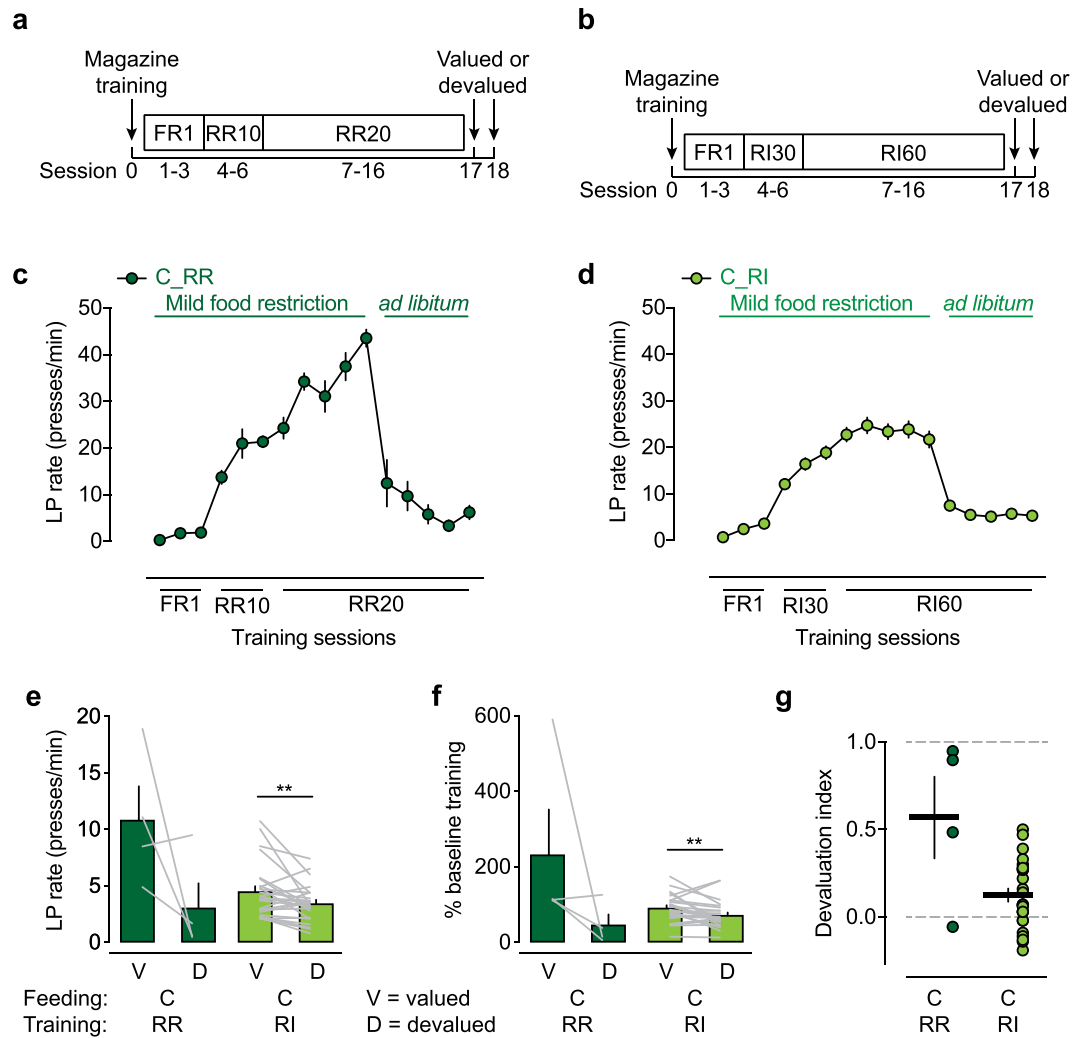 a
Magazine
training
Valued or
devalued
FR1 RR10 RR20
Session 0 1-3 4-6 7-16 17 18
b
Magazine
training
Valued or
devalued
FR1 RI30 RI60
Session 0 1-3 4-6 7-16 17 18
c
C_RR
Mild food restriction ad libitum
LP rate (presses/min)
50
40
30
20
10
0
FR1 RR10 RR20
Training sessions
d
C_RI
Mild food restriction ad libitum
LP rate (presses/min)
50
40
30
20
10
0
FR1 RI30 RI60
Training sessions
e
LP rate (presses/min)
20
15
10
5
0
**
V D V D
Feeding: C C
Training: RR RI
V = valued
D = devalued
f
% baseline training
600
400
200
0
**
V D V D
C C
RR RI
g
Devaluation index
1.0
0.5
0.0
C C
RR RI